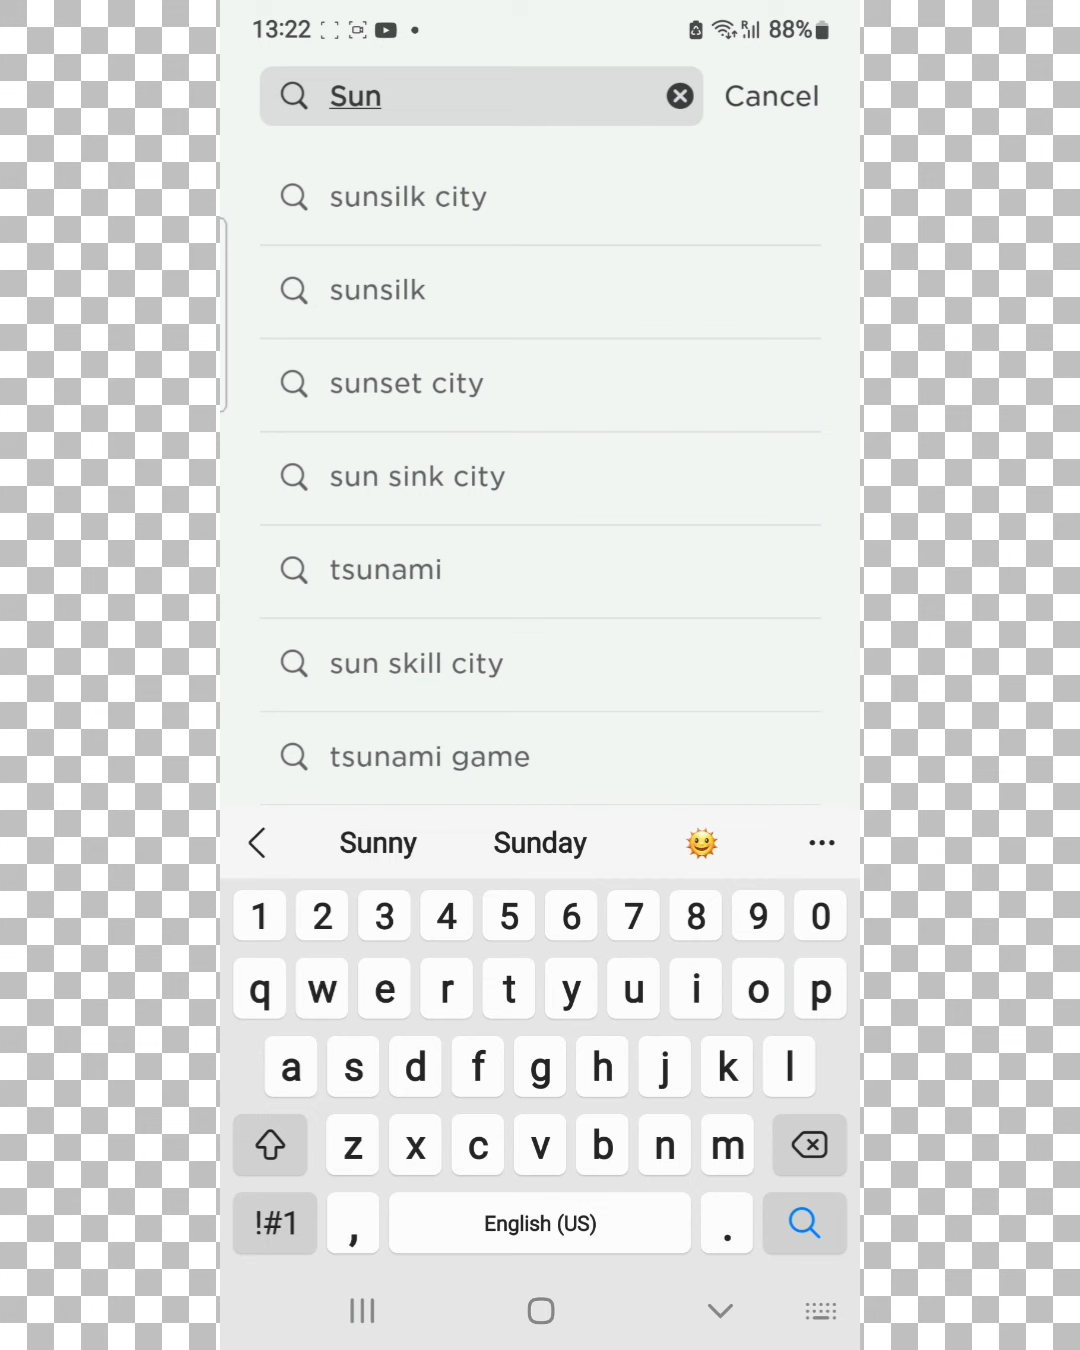 13:22 R 88%
Sun Cancel
sunsilk city
sunsilk
sunset city
sun sink city
tsunami
sun skill city
tsunami game
Sunny Sunday
1 2 3 4 5 6 7 8 9 0
q w e r t y u i o p
a s d f g h j k l
z x c v b n m
!#1 , English (US) .